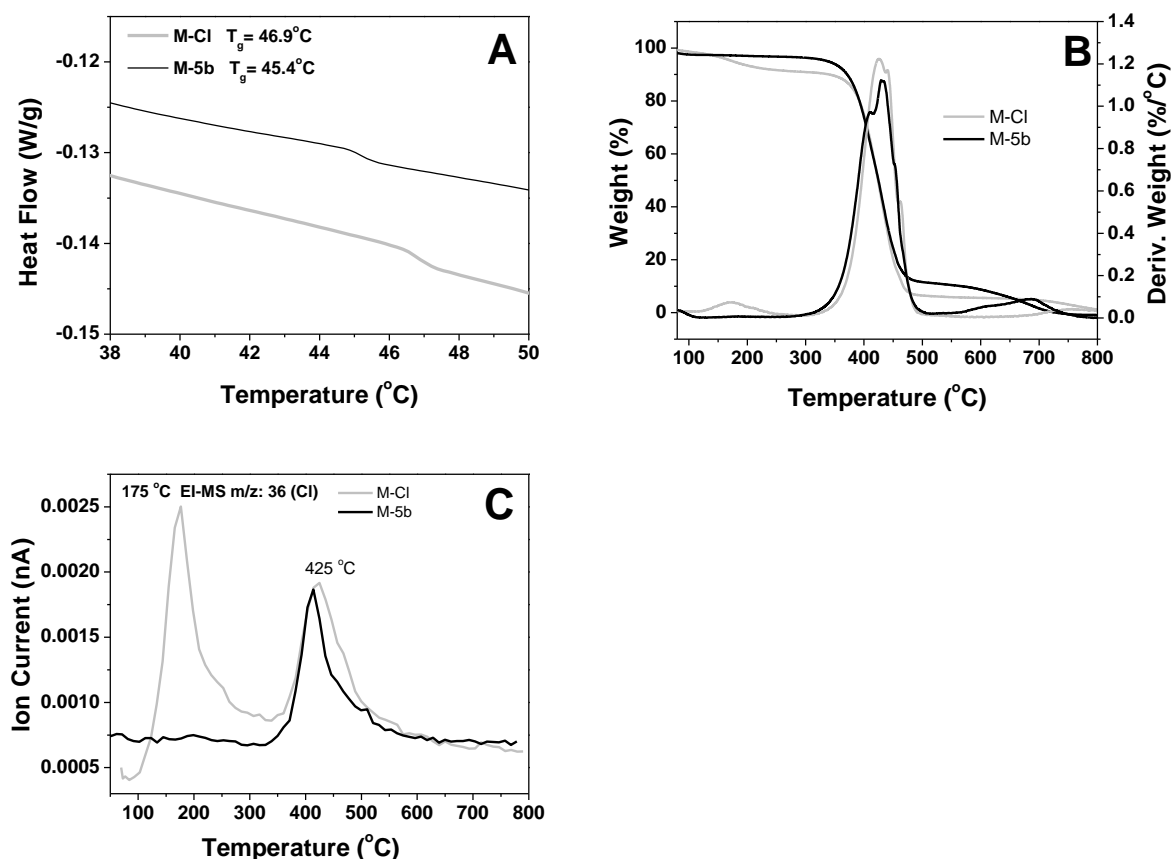 A
M-Cl T_g= 46.9°C
M-5b T_g= 45.4°C
-0.12
-0.13
-0.14
-0.15
Heat Flow (W/g)
38 40 42 44 46 48 50
Temperature (°C)
B
M-Cl
M-5b
100
80
60
40
20
0
Weight (%)
1.4
1.2
1.0
0.8
0.6
0.4
0.2
0.0
Deriv. Weight (%/°C)
100 200 300 400 500 600 700 800
Temperature (°C)
C
175 °C EI-MS m/z: 36 (Cl)
M-Cl
M-5b
425 °C
0.0025
0.0020
0.0015
0.0010
0.0005
Ion Current (nA)
100 200 300 400 500 600 700 800
Temperature (°C)